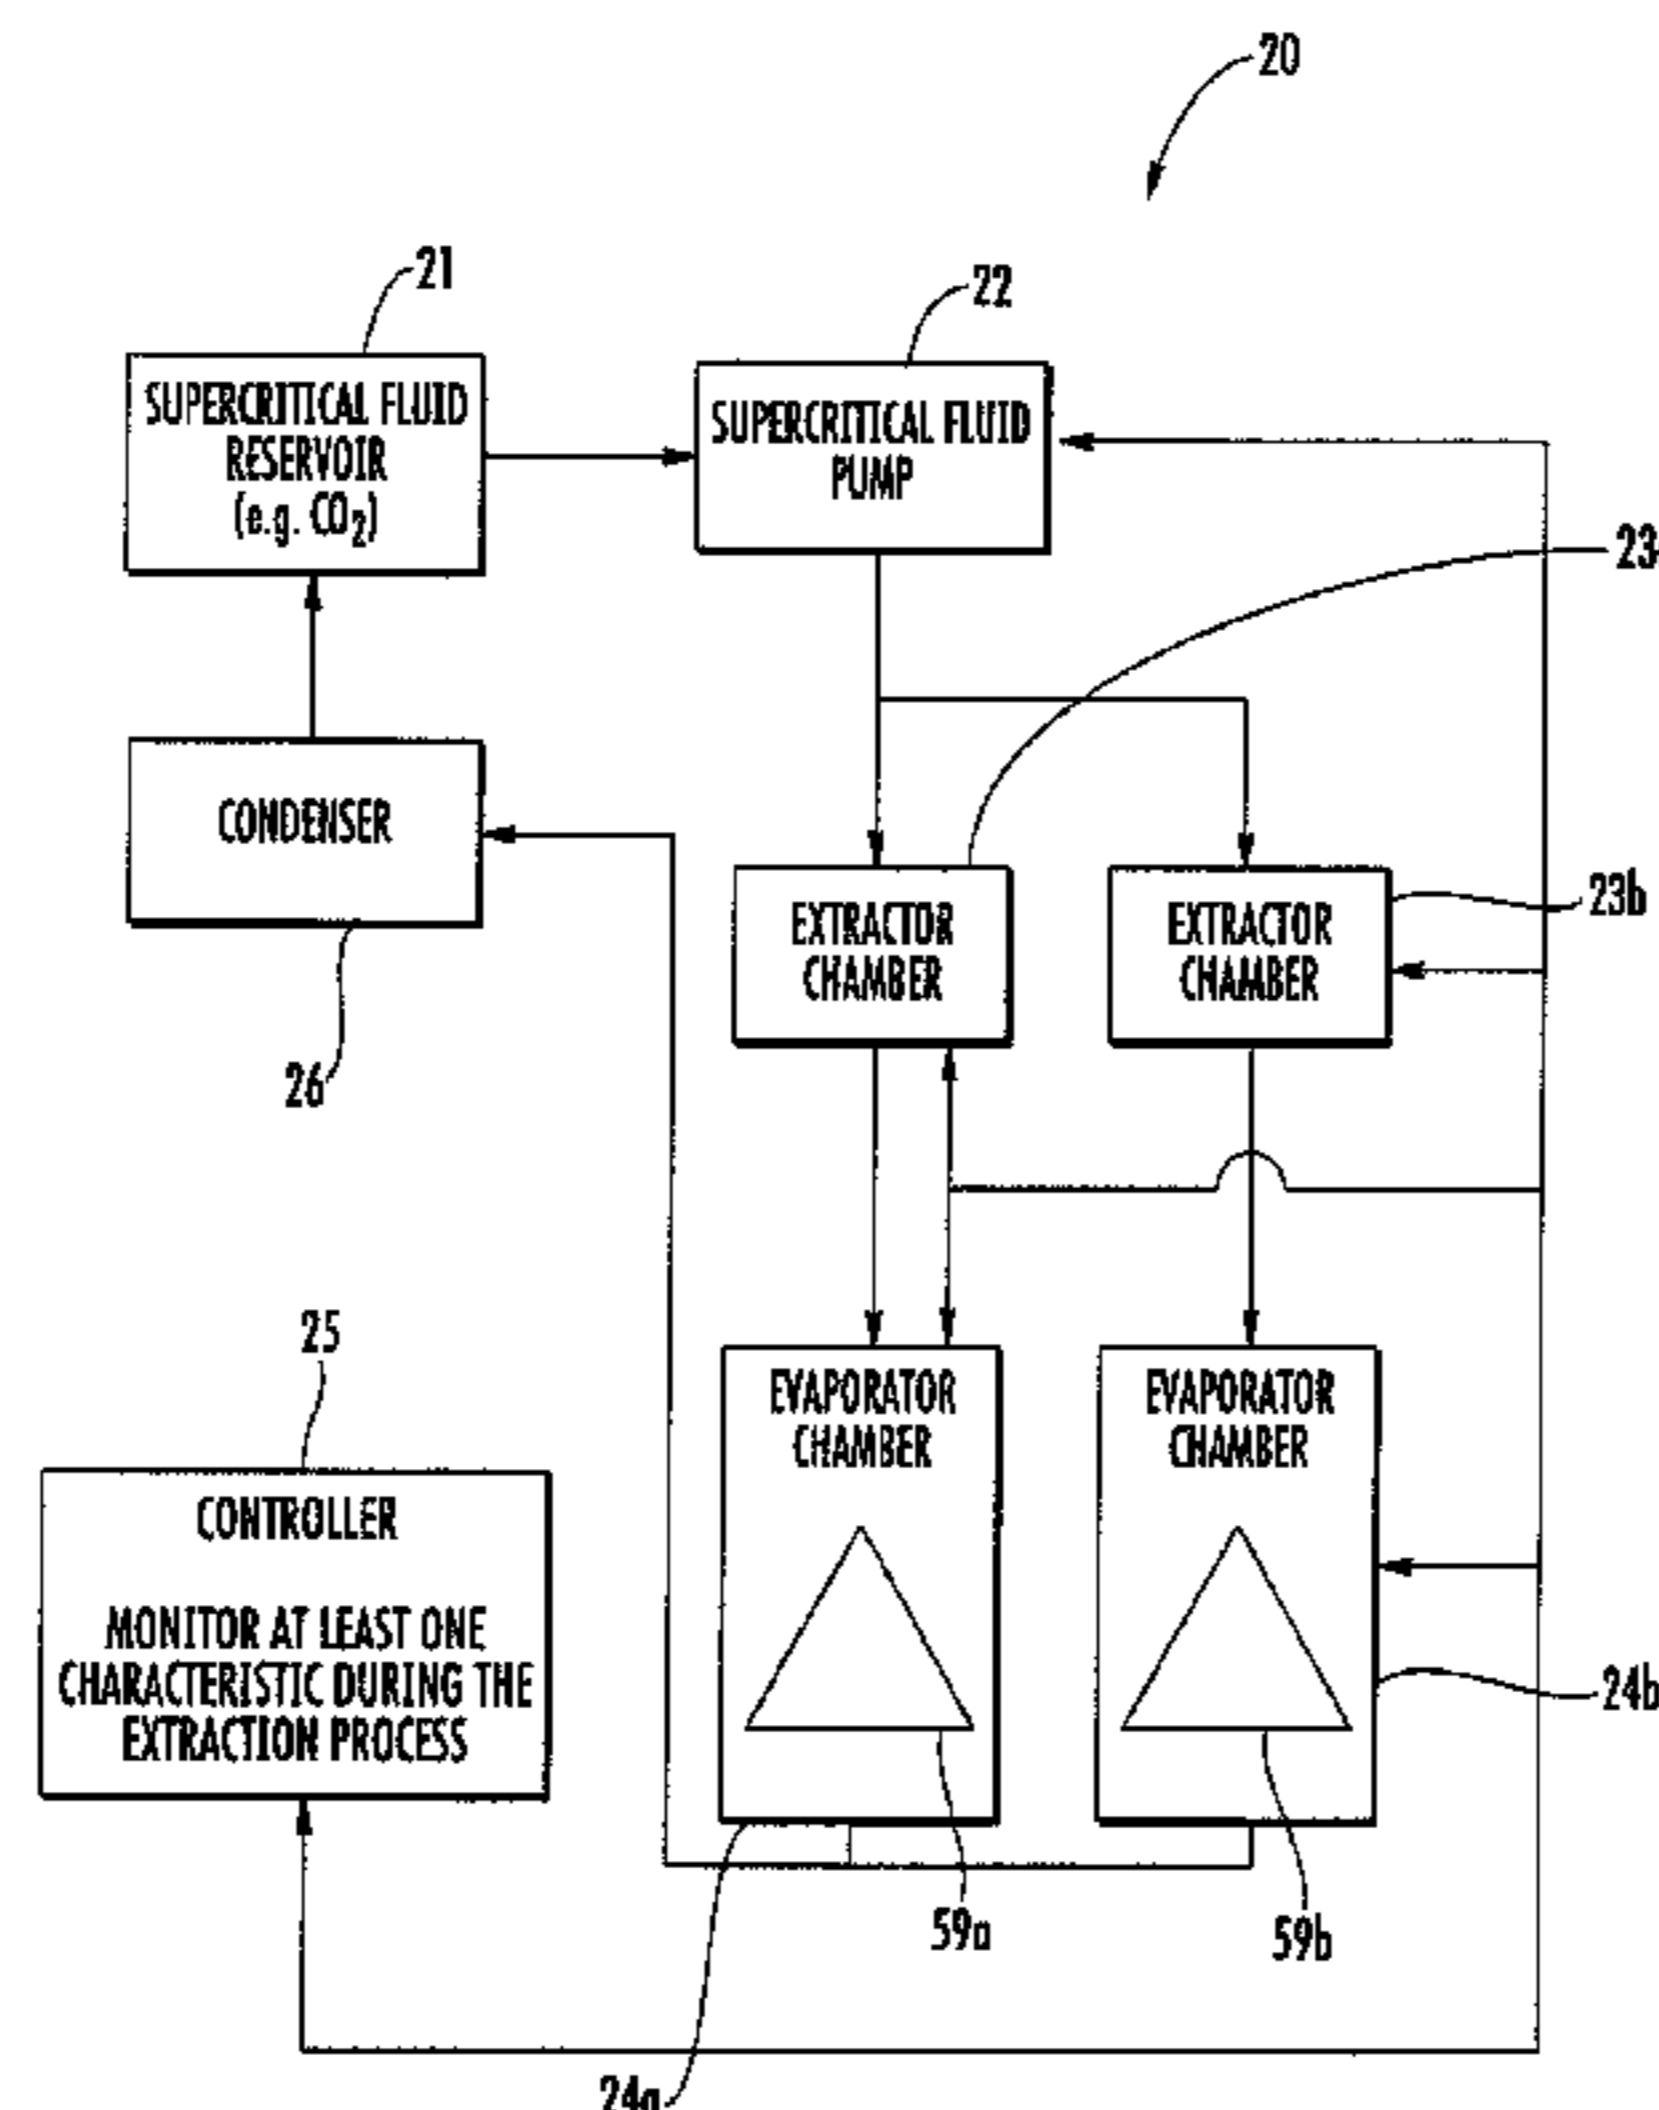 20
21
22
SUPERCRITICAL FLUID
RESERVOIR
(e.g. CO₂)
SUPERCRITICAL FLUID
PUMP
23
CONDENSER
26
EXTRACTOR
CHAMBER
EXTRACTOR
CHAMBER
23b
25
CONTROLLER
MONITOR AT LEAST ONE
CHARACTERISTIC DURING THE
EXTRACTION PROCESS
EVAPORATOR
CHAMBER
EVAPORATOR
CHAMBER
24b
59a
59b
24a